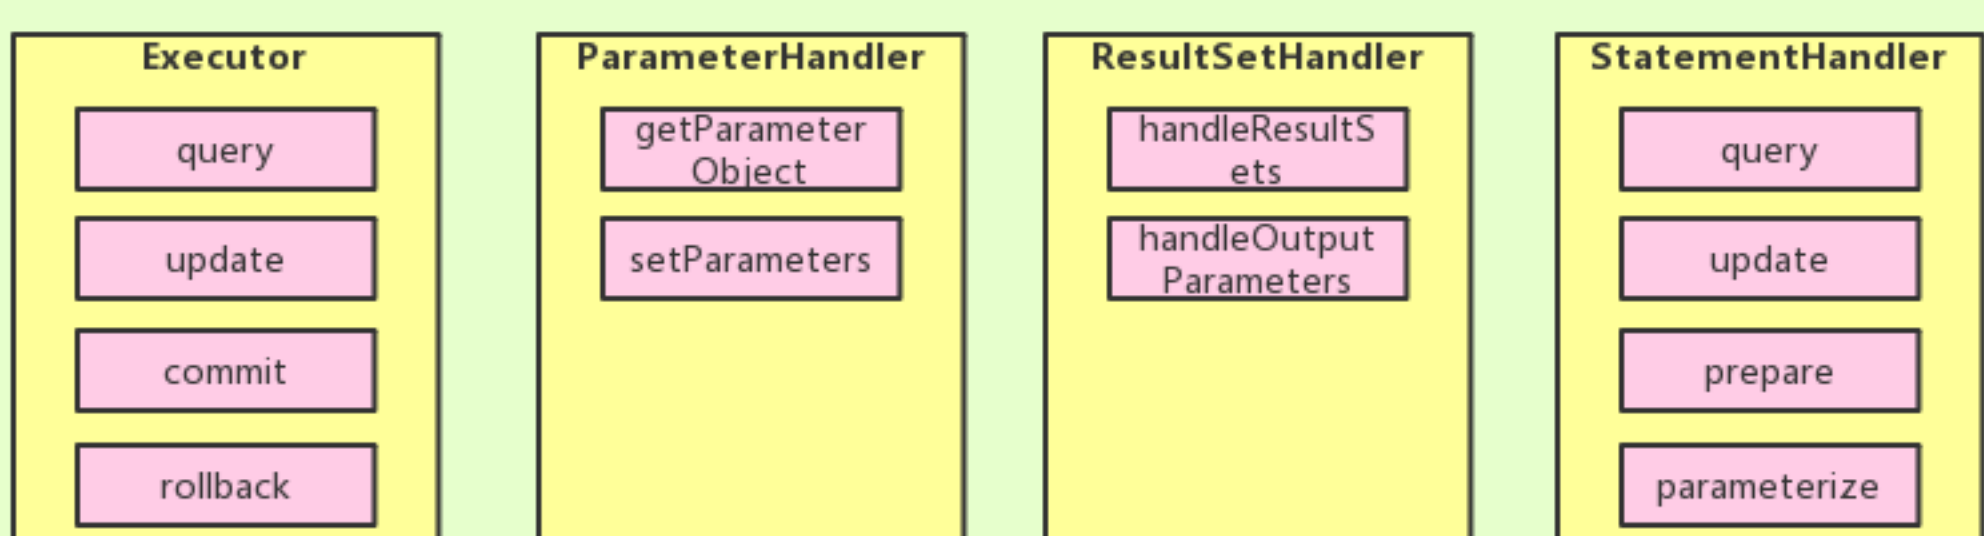 Executor
query
update
commit
rollback
ParameterHandler
getParameter
Object
setParameters
ResultSetHandler
handleResultS
ets
handleOutput
Parameters
StatementHandler
query
update
prepare
parameterize